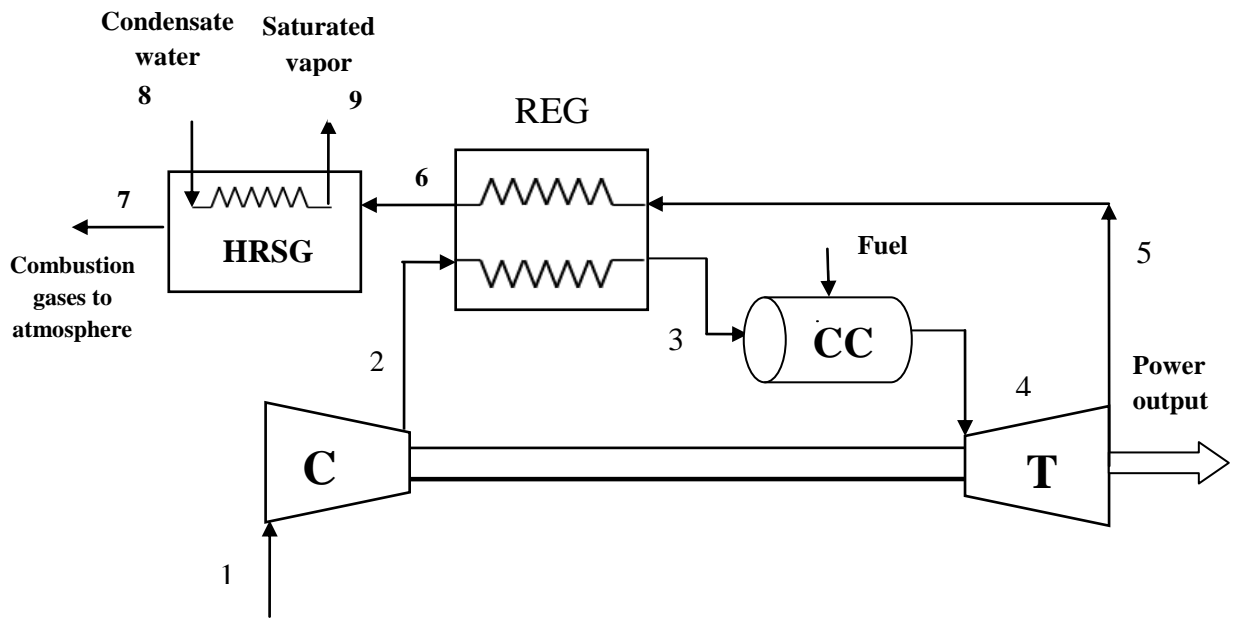 Condensate
water
8
Saturated
vapor
9
REG
7
6
HRSG
Combustion
gases to
atmosphere
Fuel
5
2
3
CC
4
Power
output
C
T
1